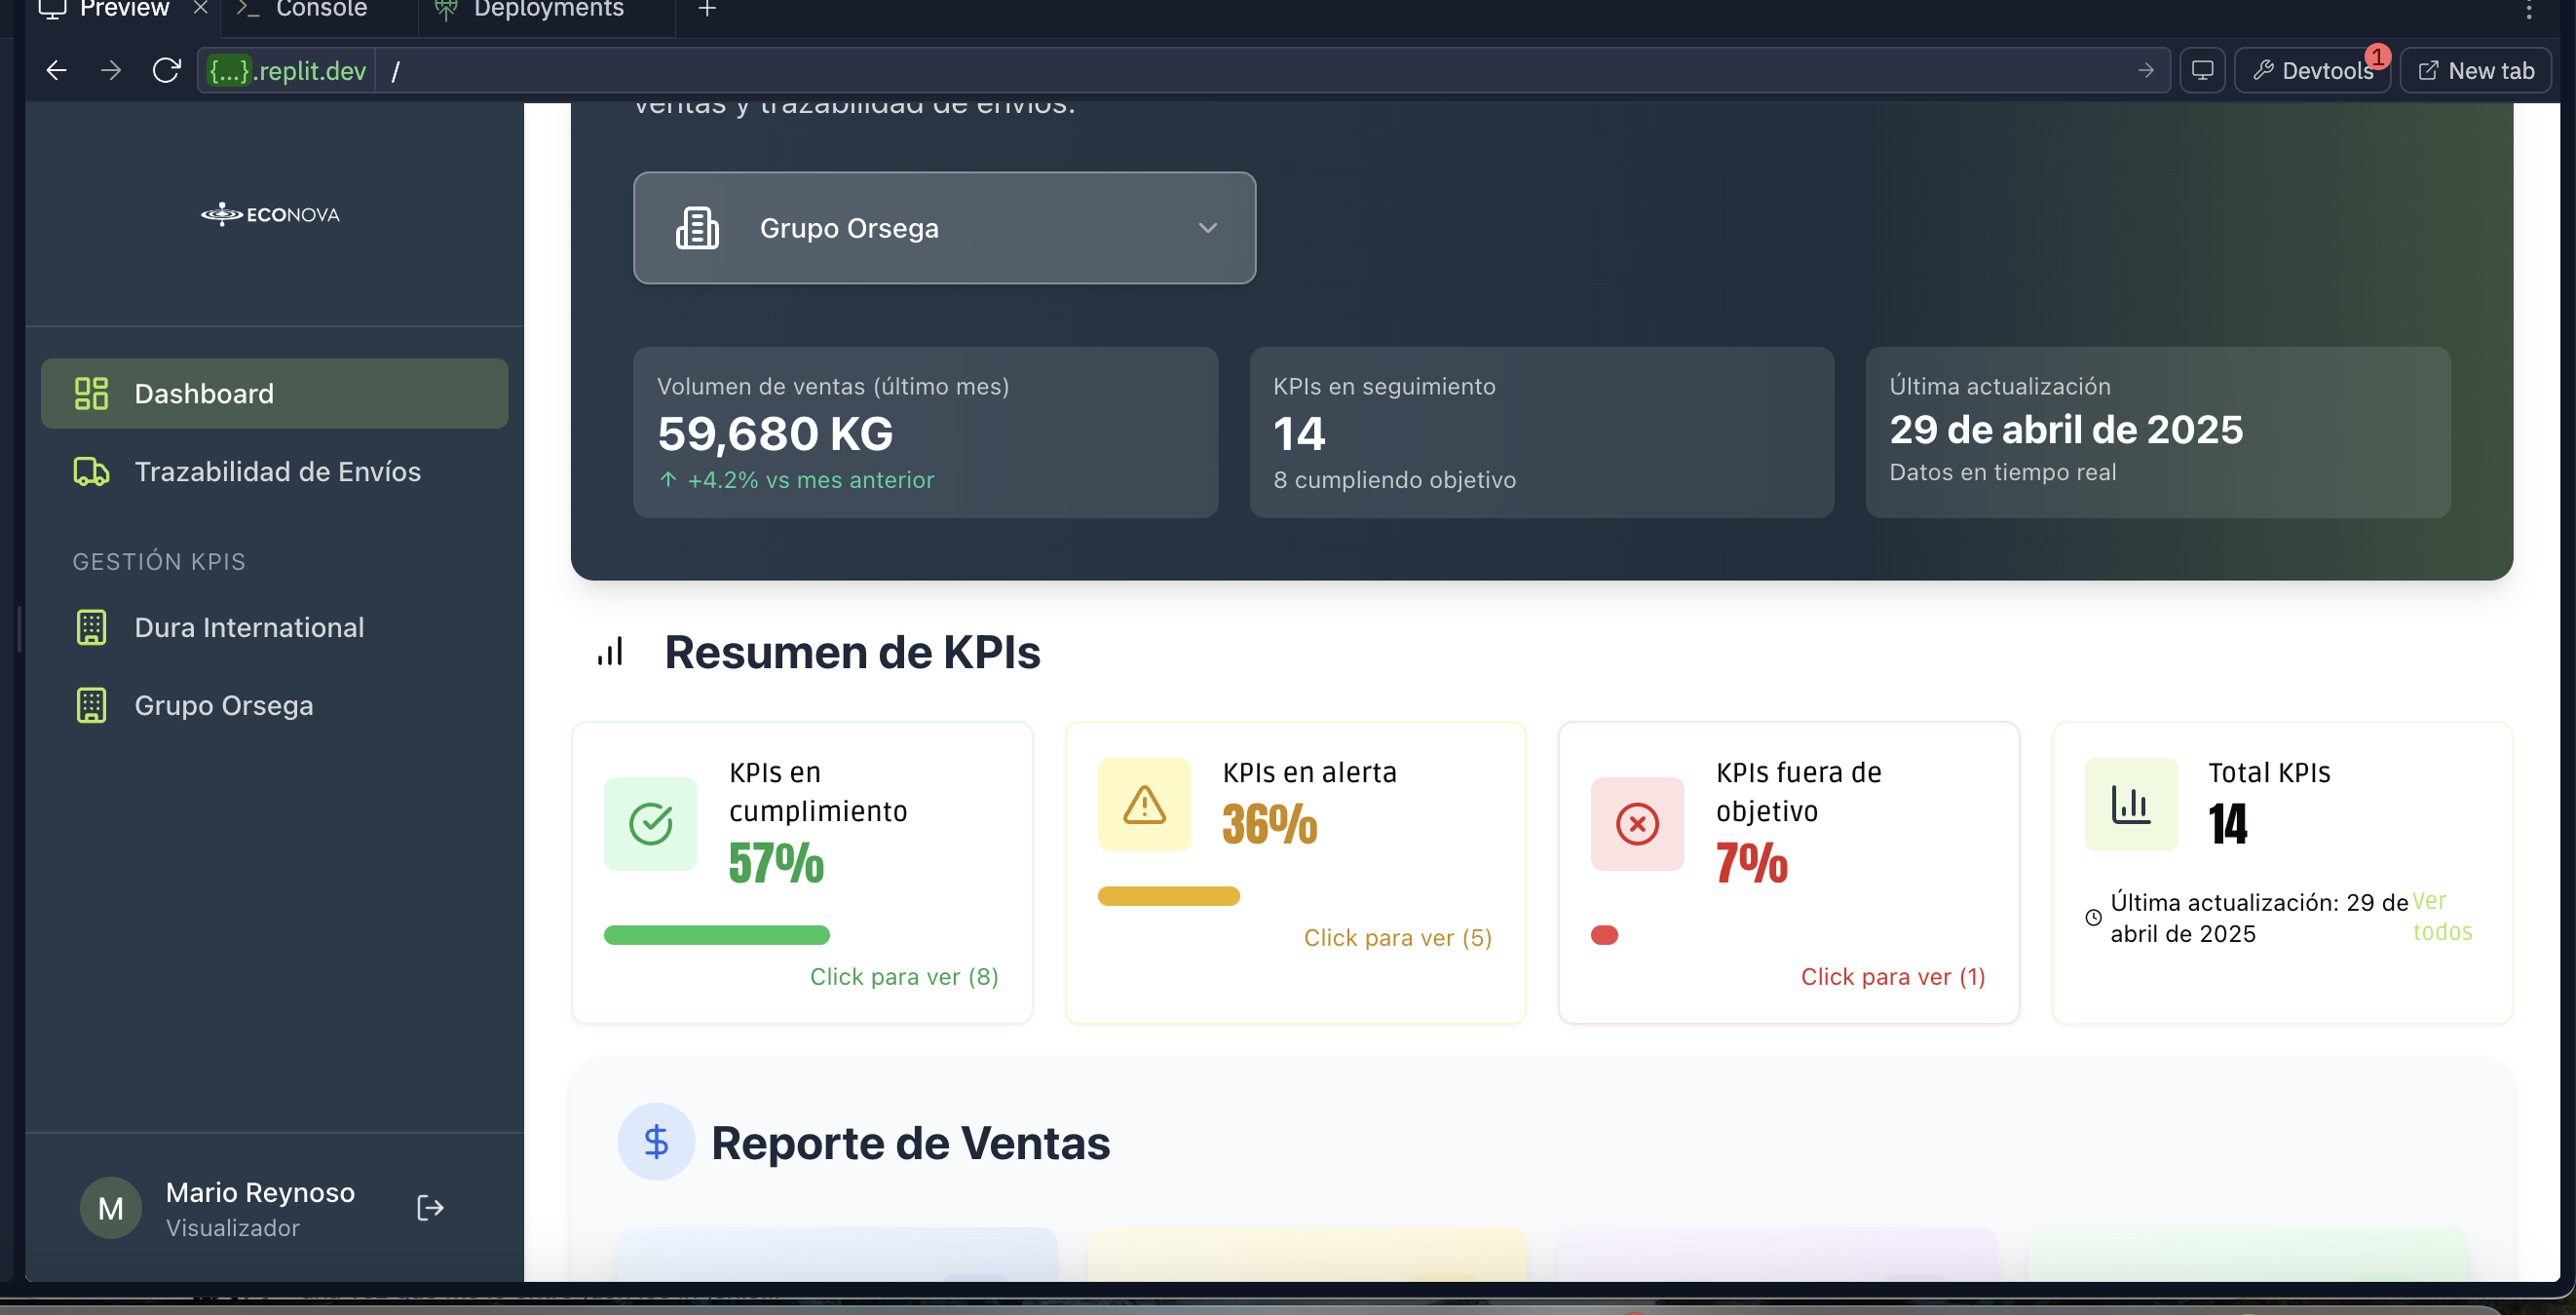 Preview
Console
Deployments
{...}.replit.dev
/
Devtools
1
New tab
ECONOVA
Dashboard
Trazabilidad de Envíos
GESTIÓN KPIS
Dura International
Grupo Orsega
M
Mario Reynoso
Visualizador
ventas y trazabilidad de envíos.
Grupo Orsega
Volumen de ventas (último mes)
59,680 KG
↑ +4.2% vs mes anterior
KPIs en seguimiento
14
8 cumpliendo objetivo
Última actualización
29 de abril de 2025
Datos en tiempo real
Resumen de KPIs
KPIs en
cumplimiento
57%
Click para ver (8)
KPIs en alerta
36%
Click para ver (5)
KPIs fuera de
objetivo
7%
Click para ver (1)
Total KPIs
14
Última actualización: 29 de
abril de 2025
Ver
todos
Reporte de Ventas